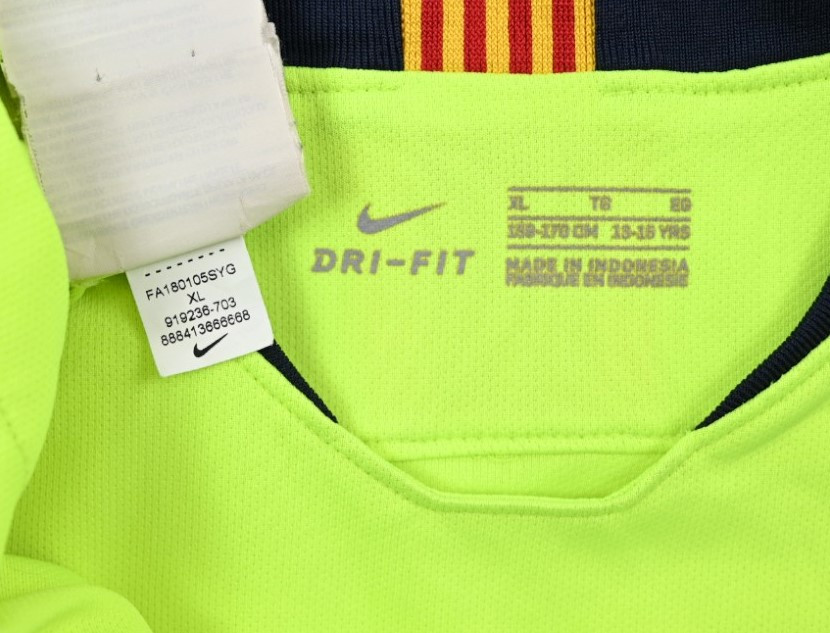 FA180105SYG
XL
919236-703
888413666668
DRI-FIT
XL TG EG
158-170 CM 13-15 YRS
MADE IN INDONESIA
FABRIQUE EN INDONESIE